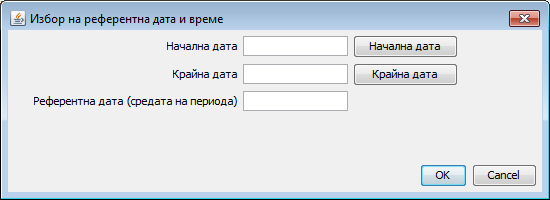 Избор на референтна дата и време
Начална дата Начална дата
Крайна дата Крайна дата
Референтна дата (средата на периода)
OK Cancel